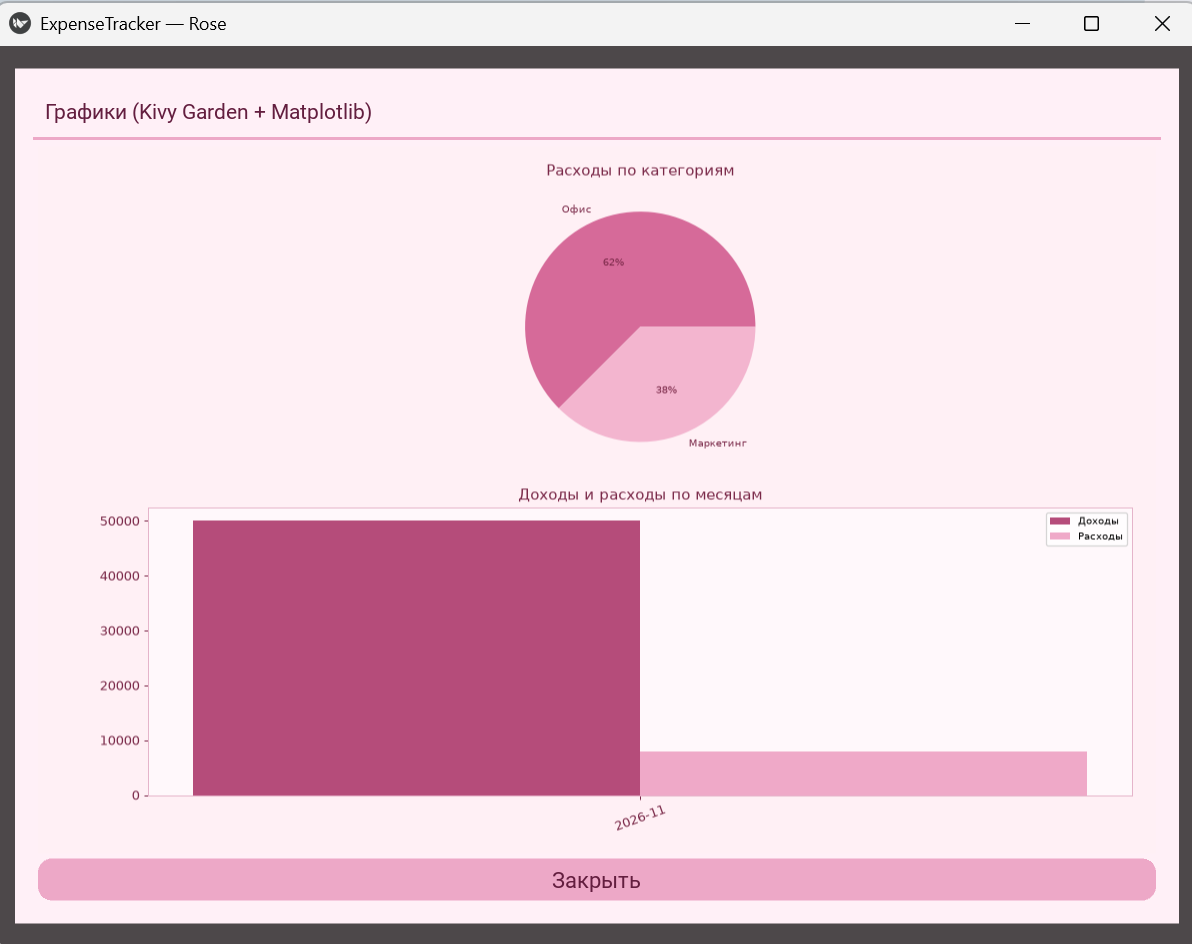 ExpenseTracker — Rose
Графики (Kivy Garden + Matplotlib)
Расходы по категориям
Офис
62%
38%
Маркетинг
Доходы и расходы по месяцам
50000
40000
30000
20000
10000
0
Доходы
Расходы
2026-11
Закрыть